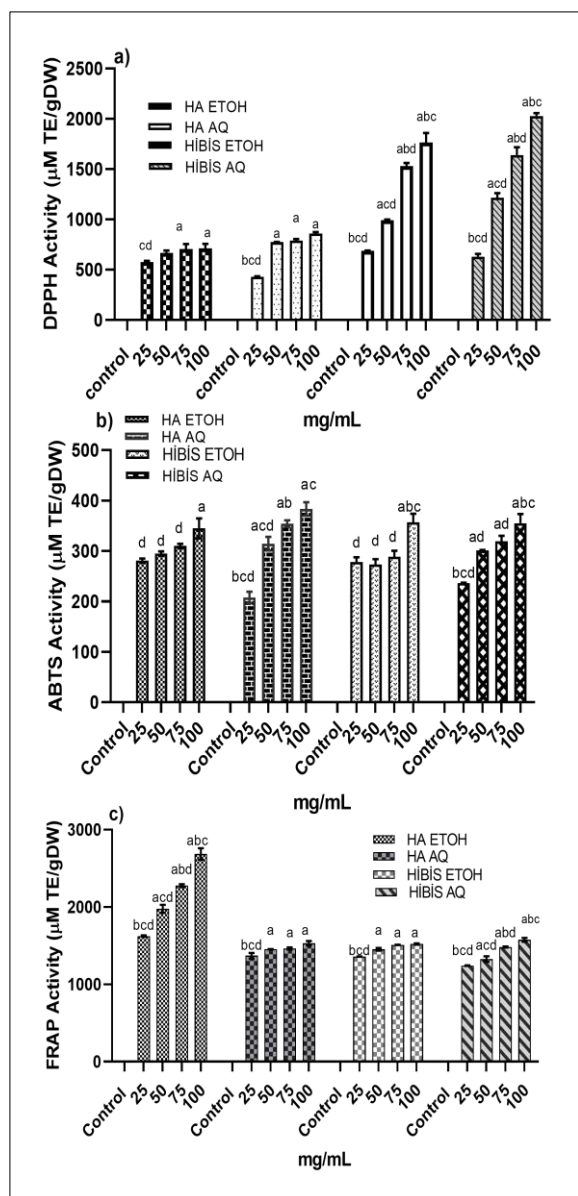 a)
DPPH Activity (µM TE/gDW)
2500
2000
1500
1000
500
0
HA ETOH
HA AQ
HİBİS ETOH
HİBİS AQ
cd a a
bcd a a a
bcd acd abd abc
bcd acd abd abc
control 25 50 75 100 control 25 50 75 100 control 25 50 75 100 control 25 50 75 100
mg/mL
b)
ABTS Activity (µM TE/gDW)
500
400
300
200
100
0
HA ETOH
HA AQ
HİBİS ETOH
HİBİS AQ
d d d a
bcd acd ab ac
d d d abc
bcd ad ad abc
Control 25 50 75 100 Control 25 50 75 100 Control 25 50 75 100 Control 25 50 75 100
mg/mL
c)
FRAP Activity (µM TE/gDW)
3000
2000
1000
0
HA ETOH
HA AQ
HİBİS ETOH
HİBİS AQ
bcd acd abd abc
bcd a a a
bcd a a a
bcd acd abd abc
Control 25 50 75 100 Control 25 50 75 100 Control 25 50 75 100 Control 25 50 75 100
mg/mL